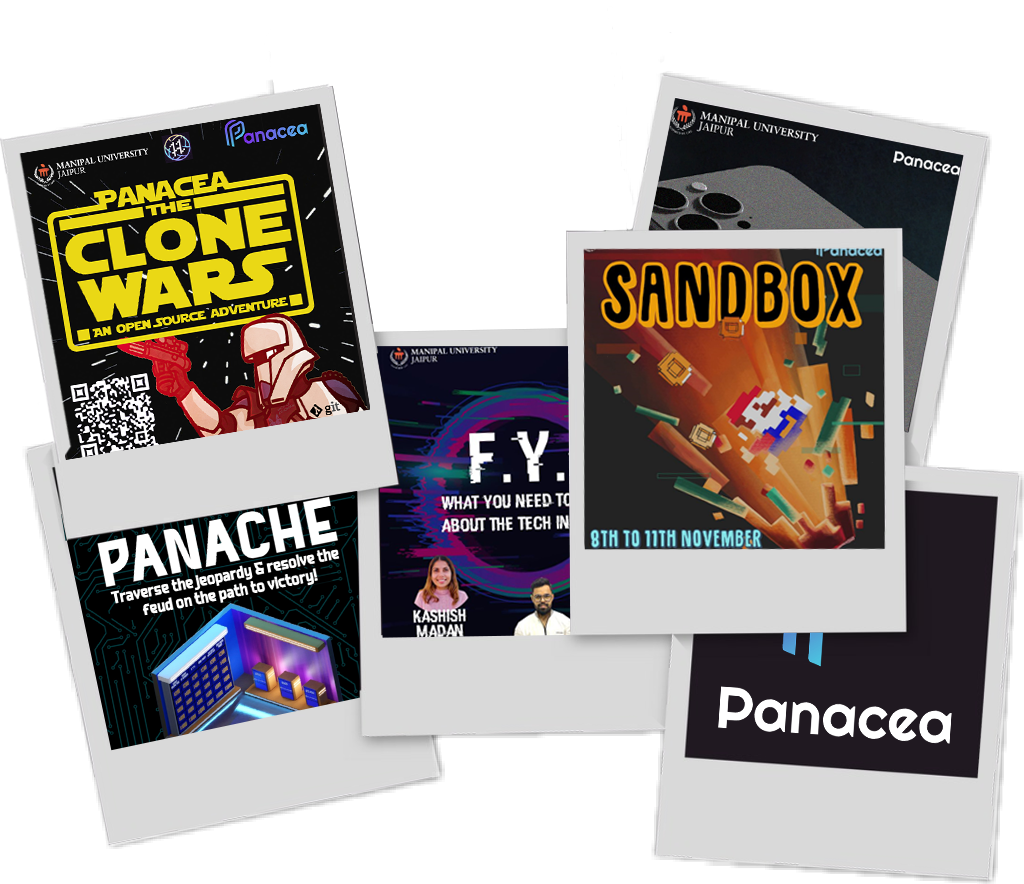 MANIPAL UNIVERSITY
JAIPUR
Panacea
PANACEA
THE
CLONE
WARS
AN OPEN SOURCE ADVENTURE
git
MANIPAL UNIVERSITY
JAIPUR
Panacea
Panacea
SANDBOX
8TH TO 11TH NOVEMBER
MANIPAL UNIVERSITY
JAIPUR
F.Y.
WHAT YOU NEED TO
ABOUT THE TECH IN
KASHISH
MADAN
PANACHE
Traverse the jeopardy & resolve the
feud on the path to victory!
Panacea